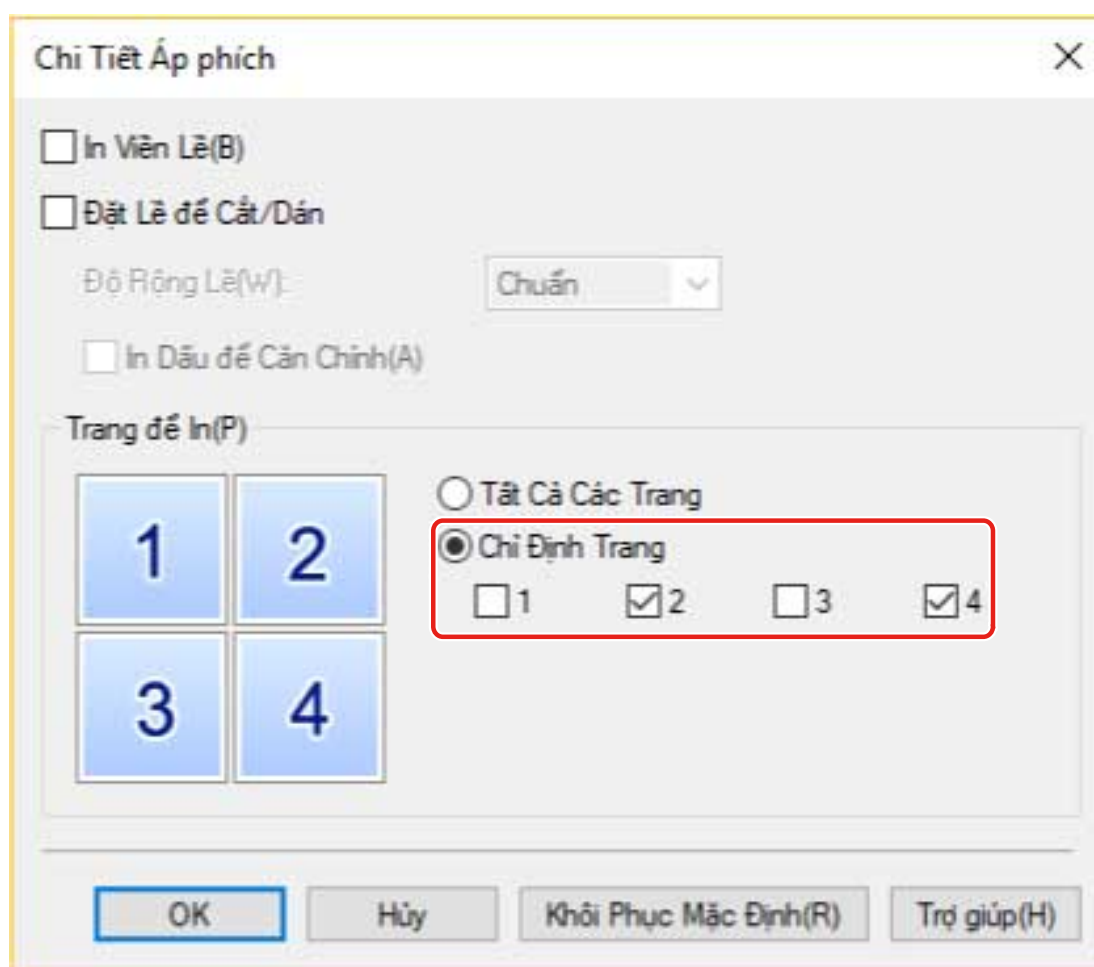 Chi Tiết Áp phích
In Viền Lề(B)
Đặt Lề để Cắt/Dán
Độ Rộng Lề(W): Chuẩn
In Dấu để Căn Chỉnh(A)
Trang để In(P)
1 2
3 4
Tất Cả Các Trang
Chỉ Định Trang
1 2 3 4
OK Hủy Khôi Phục Mặc Định(R) Trợ giúp(H)